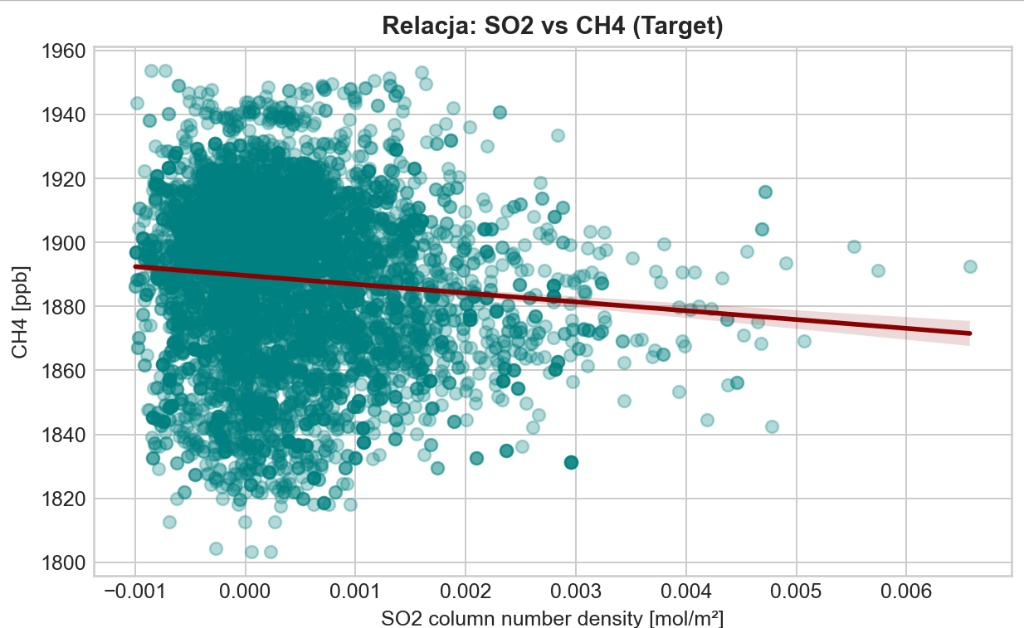 Relacja: SO2 vs CH4 (Target)
1960
1940
1920
1900
1880
1860
1840
1820
1800
CH4 [ppb]
−0.001 0.000 0.001 0.002 0.003 0.004 0.005 0.006
SO2 column number density [mol/m²]